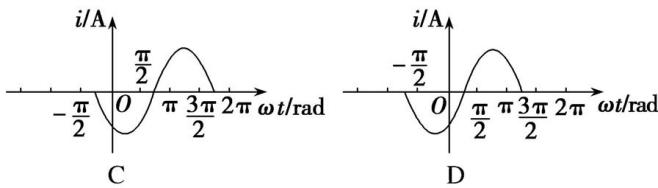 i/A
π/2
-π/2 O π 3π/2 2π ωt/rad
C
i/A
-π/2
O π/2 π 3π/2 2π ωt/rad
D